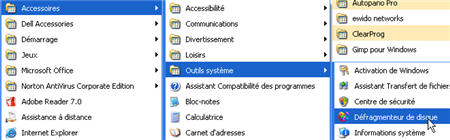 Accessoires
Dell Accessories
Démarrage
Jeux
Microsoft Office
Norton AntiVirus Corporate Edition
Adobe Reader 7.0
Assistance à distance
Internet Explorer
Accessibilité
Communications
Divertissement
Loisirs
Outils système
Assistant Compatibilité des programmes
Bloc-notes
Calculatrice
Carnet d'adresses
Autopano Pro
ewido networks
ClearProg
Gimp pour Windows
Activation de Windows
Assistant Transfert de fichiers
Centre de sécurité
Défragmenteur de disque
Informations système